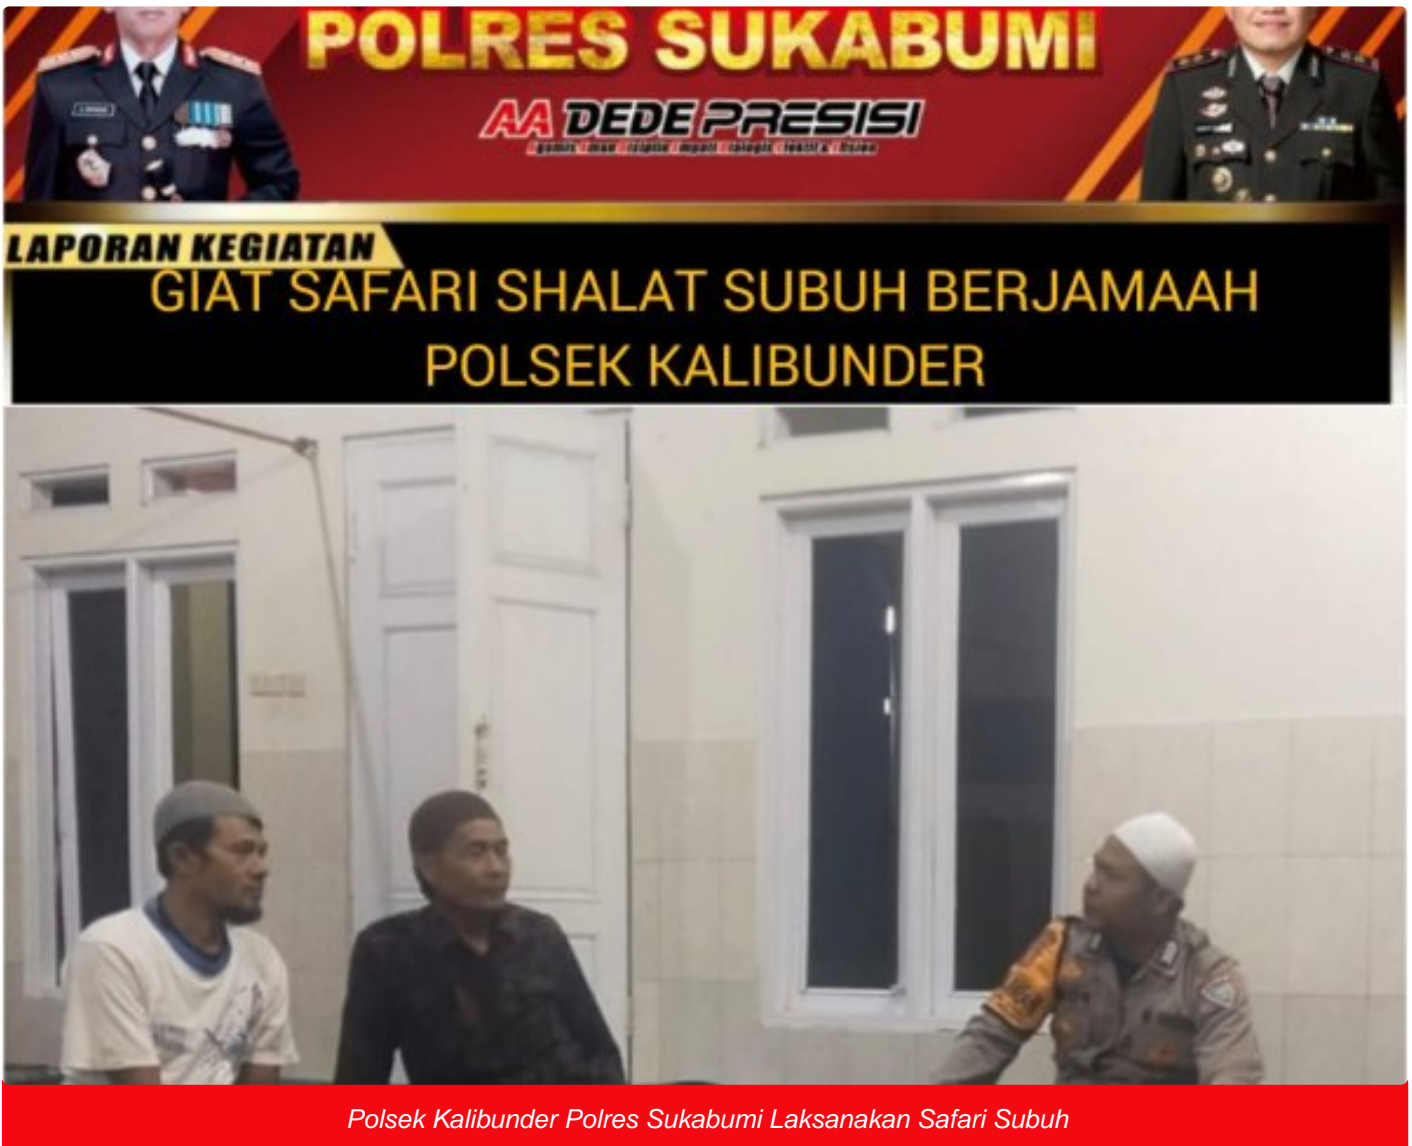 POLRES SUKABUMI
AA DEDE PRESISI
LAPORAN KEGIATAN
GIAT SAFARI SHALAT SUBUH BERJAMAAH
POLSEK KALIBUNDER
Polsek Kalibunder Polres Sukabumi Laksanakan Safari Subuh